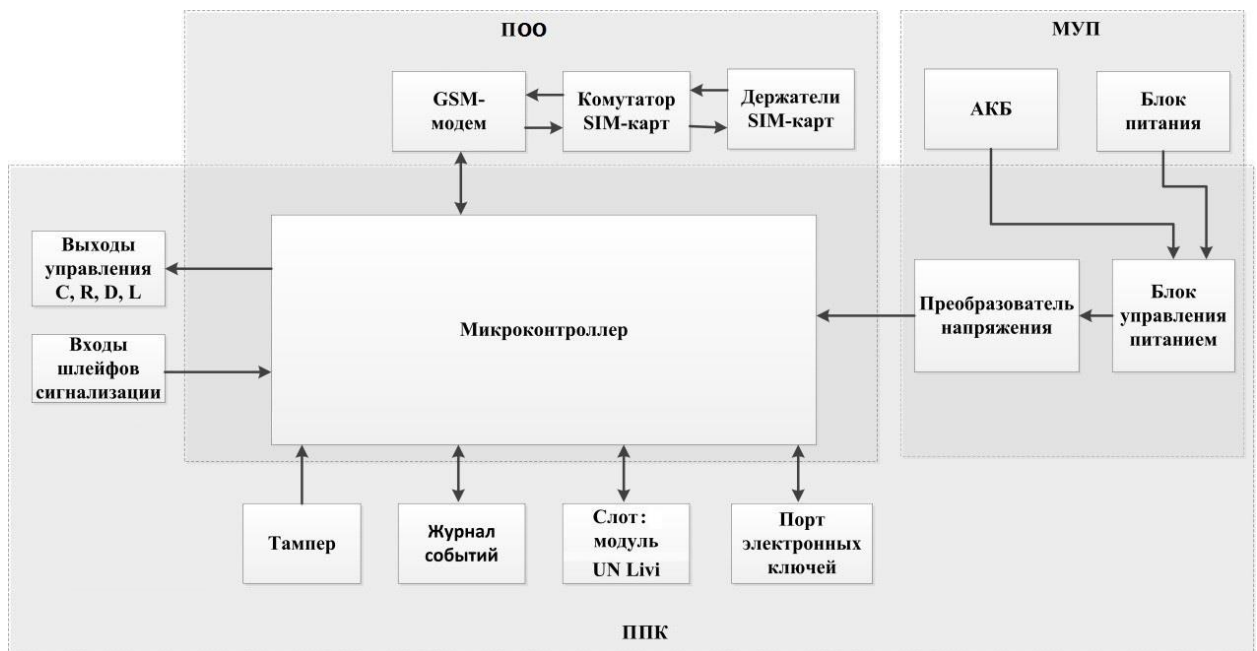 ПОО
МУП
GSM-
модем
Комутатор
SIM-карт
Держатели
SIM-карт
АКБ
Блок
питания
Выходы
управления
C, R, D, L
Входы
шлейфов
сигнализации
Микроконтроллер
Преобразователь
напряжения
Блок
управления
питанием
Тампер
Журнал
событий
Слот:
модуль
UN Livi
Порт
электронных
ключей
ППК